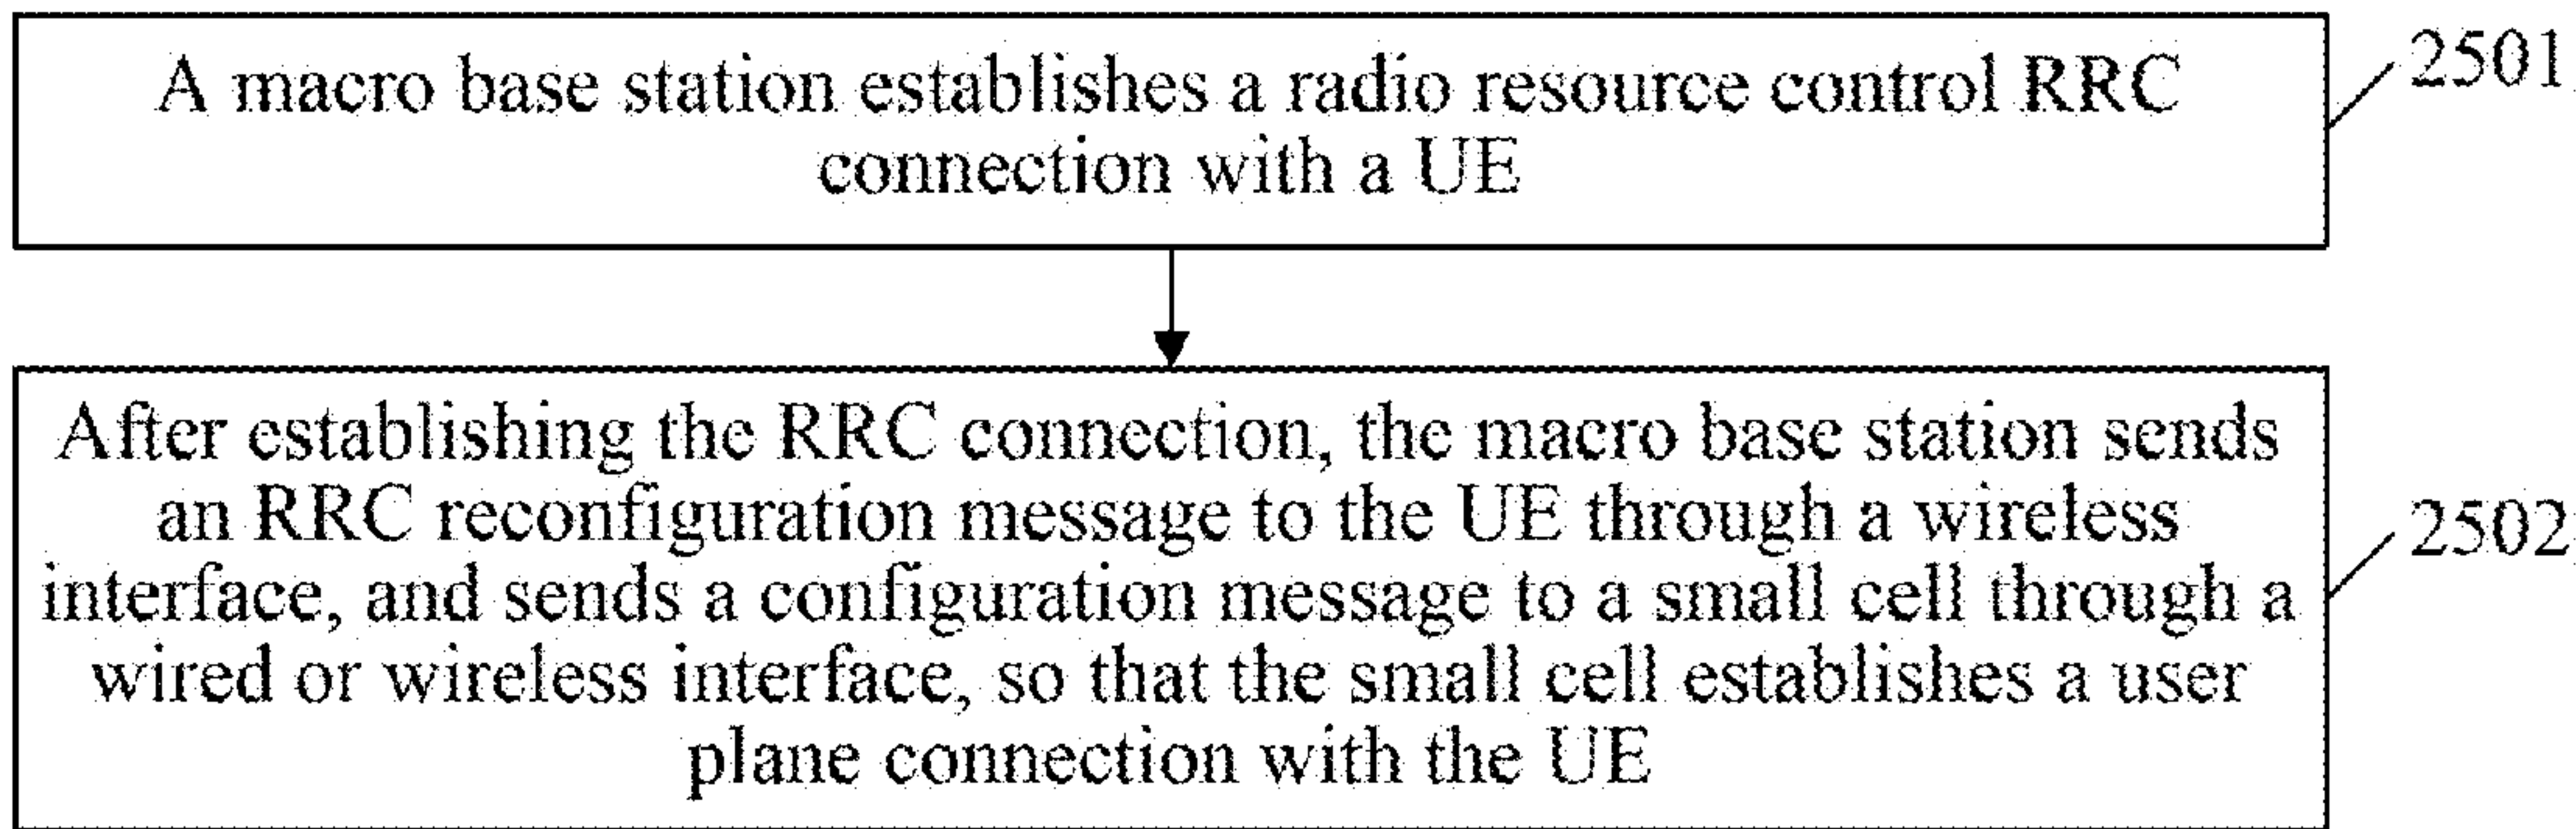 A macro base station establishes a radio resource control RRC
connection with a UE
2501
After establishing the RRC connection, the macro base station sends
an RRC reconfiguration message to the UE through a wireless
interface, and sends a configuration message to a small cell through a
wired or wireless interface, so that the small cell establishes a user
plane connection with the UE
2502